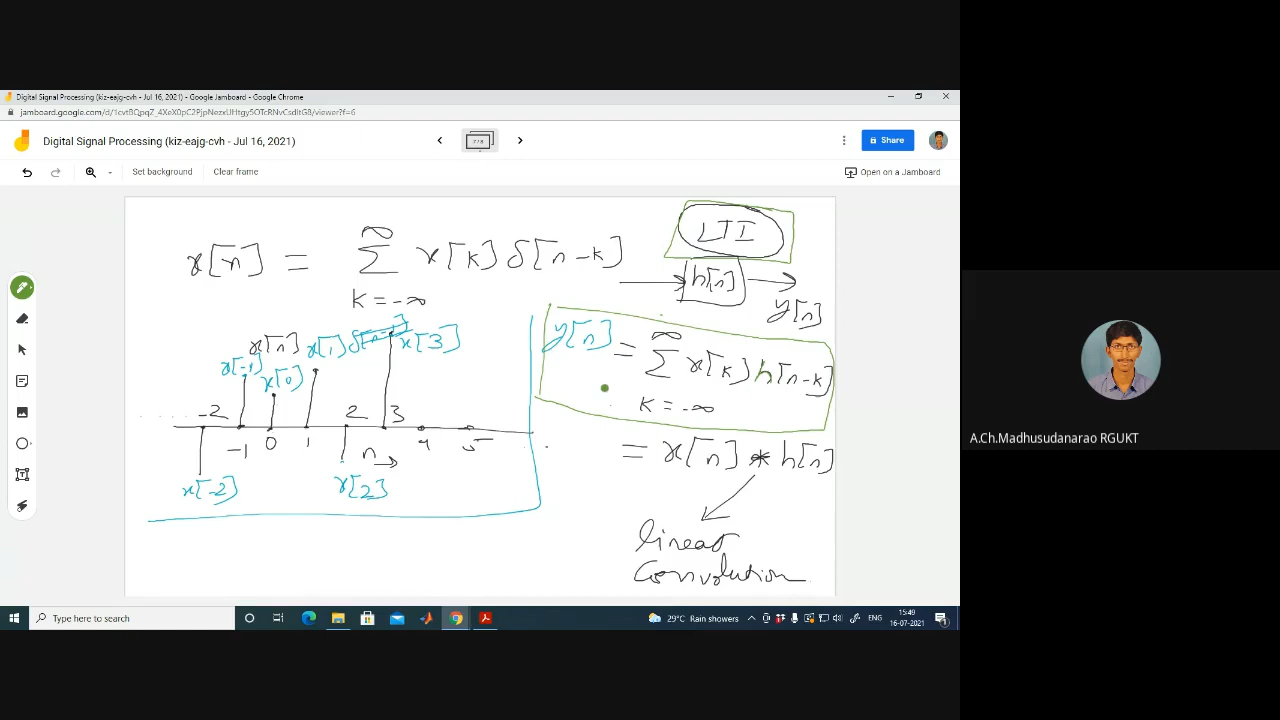 Digital Signal Processing (kiz-eajg-cvh - Jul 16, 2021) - Google Jamboard - Google Chrome
Digital Signal Processing (kiz-eajg-cvh - Jul 16, 2021)
7 / 8
Share
Set background
Clear frame
Open on a Jamboard
x[n] = ∞ Σ k=-∞ x[k] δ[n-k]
LTI
h[n]
y[n]
x[n]
x[-1]
x[0]
x[1]
x[3]
-2 -1 0 1 2 3 4 5
n
x[-2]
x[2]
y[n] = ∞ Σ k=-∞ x[k] h[n-k]
= x[n] * h[n]
linear
Convolution
A.Ch.Madhusudanarao RGUKT
Type here to search
29°C Rain showers
ENG
15:49
16-07-2021